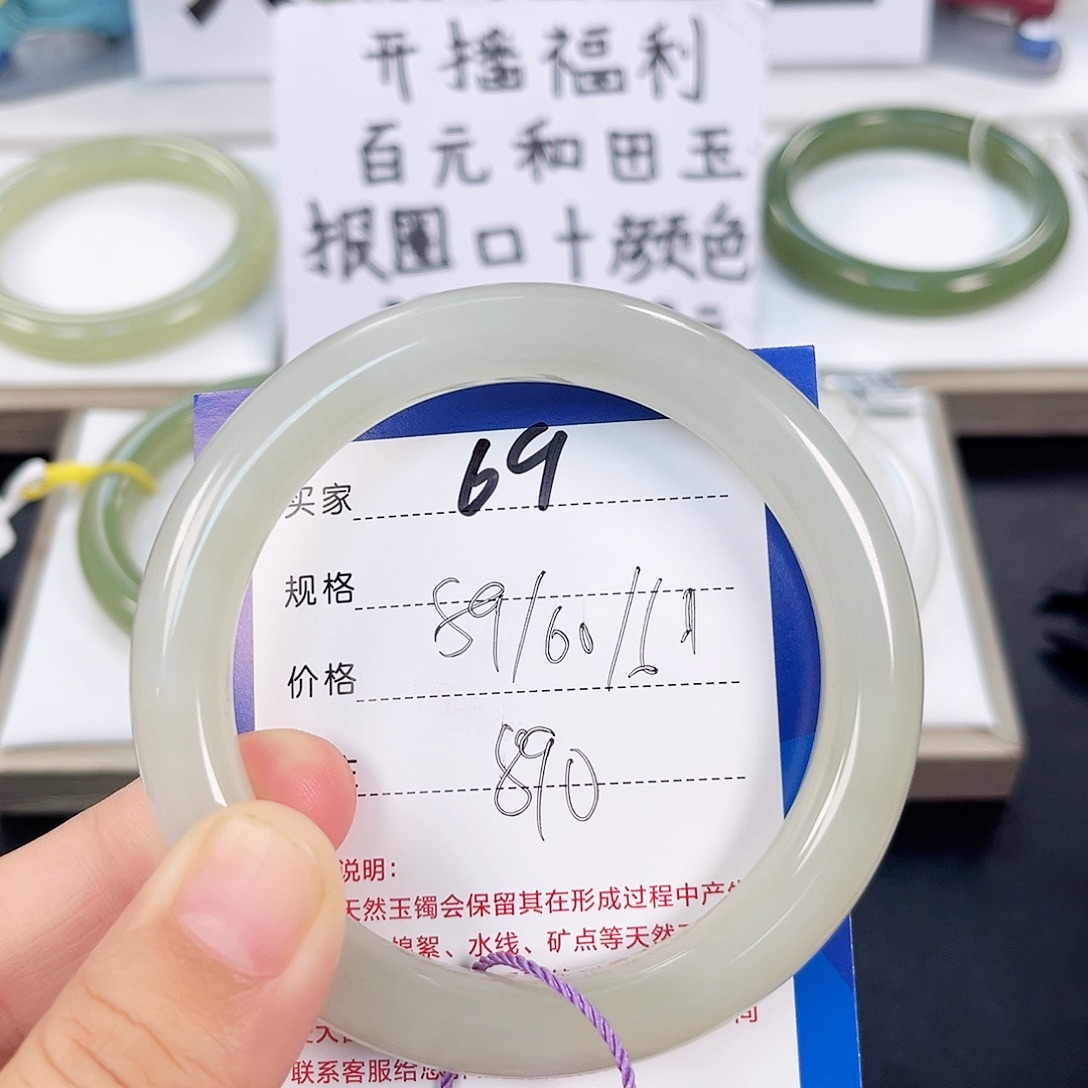 开播福利
百元和田玉
报圈口十颜色
买家 69
规格 59/60/61
价格
890
说明:
天然玉镯会保留其在形成过程中产
棉絮、水线、矿点等天然
联系客服给您